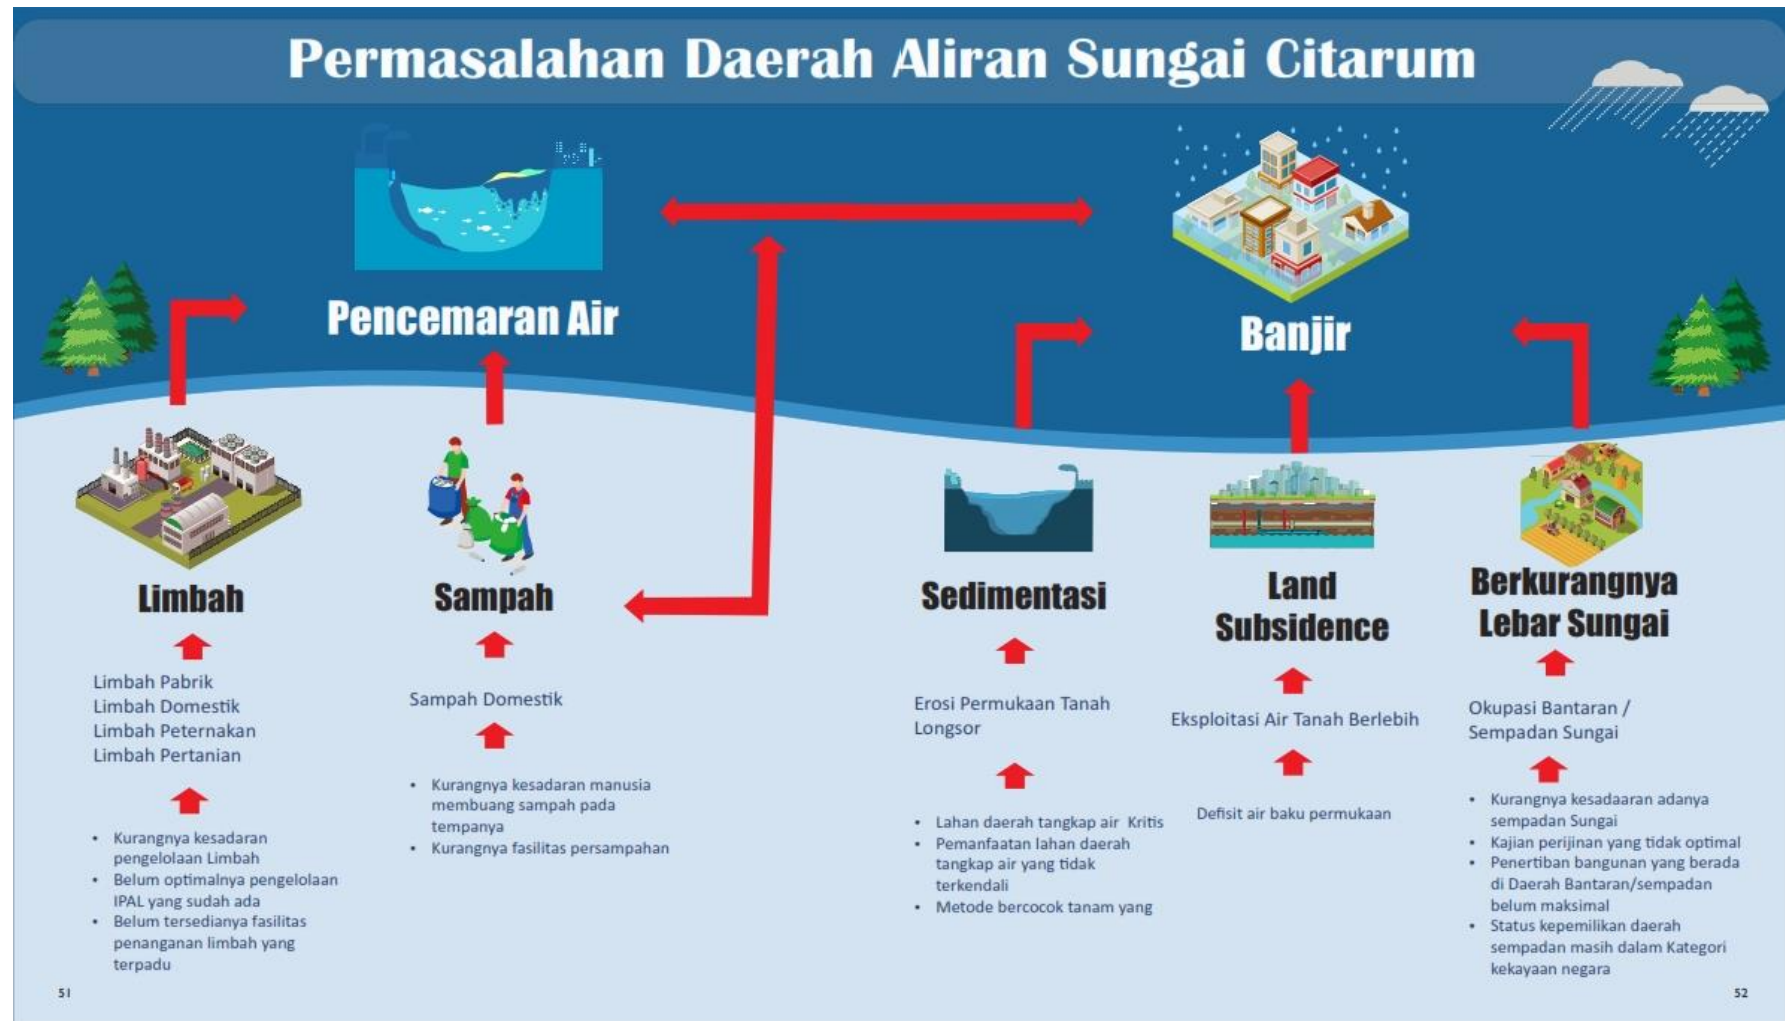 Permasalahan Daerah Aliran Sungai Citarum
Pencemaran Air
Banjir
Limbah
Limbah Pabrik
Limbah Domestik
Limbah Peternakan
Limbah Pertanian
• Kurangnya kesadaran
pengelolaan Limbah
• Belum optimalnya pengelolaan
IPAL yang sudah ada
• Belum tersedianya fasilitas
penanganan limbah yang
terpadu
Sampah
Sampah Domestik
• Kurangnya kesadaran manusia
membuang sampah pada
tempanya
• Kurangnya fasilitas persampahan
Sedimentasi
Erosi Permukaan Tanah
Longsor
• Lahan daerah tangkap air Kritis
• Pemanfaatan lahan daerah
tangkap air yang tidak
terkendali
• Metode bercocok tanam yang
Land
Subsidence
Eksploitasi Air Tanah Berlebih
Defisit air baku permukaan
Berkurangnya
Lebar Sungai
Okupasi Bantaran /
Sempadan Sungai
• Kurangnya kesadaaran adanya
sempadan Sungai
• Kajian perijinan yang tidak optimal
• Penertiban bangunan yang berada
di Daerah Bantaran/sempadan
belum maksimal
• Status kepemilikan daerah
sempadan masih dalam Kategori
kekayaan negara
51
52